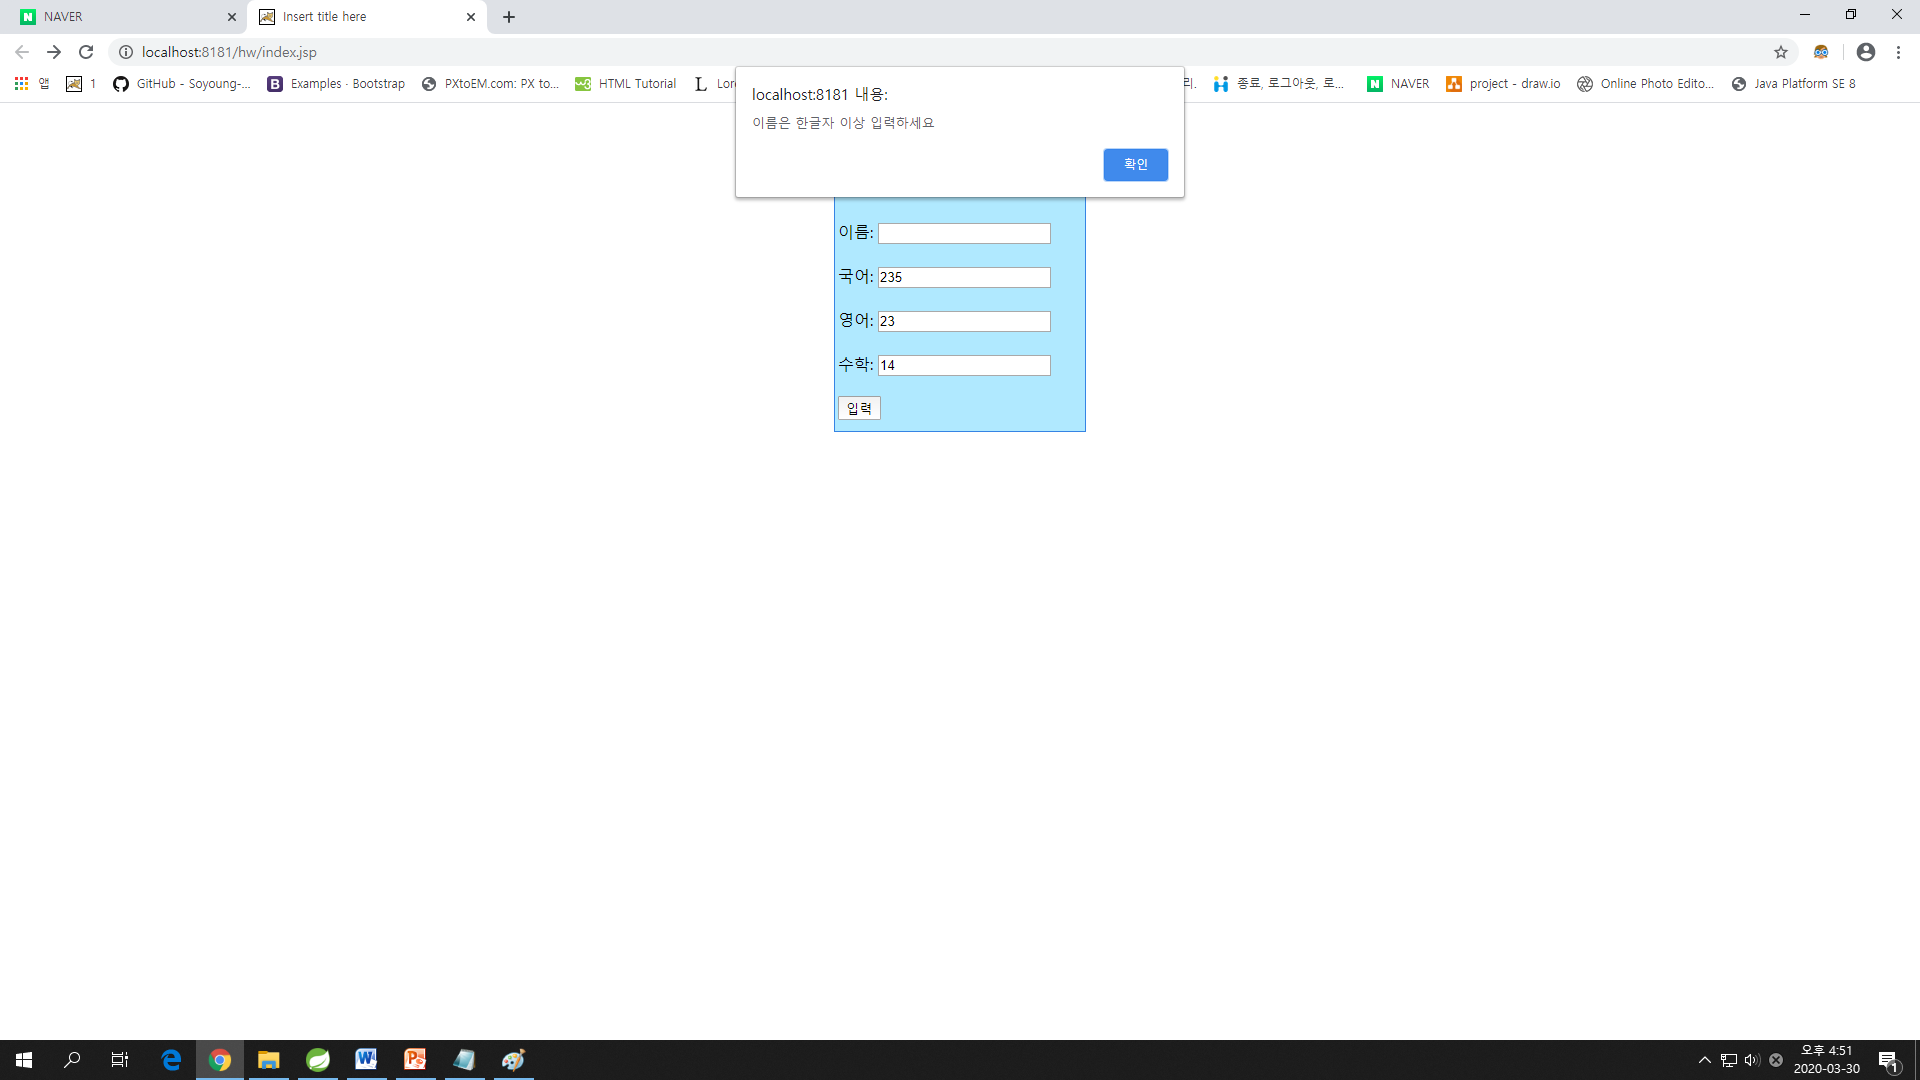 NAVER
Insert title here
localhost:8181/hw/index.jsp
앱
1
GitHub - Soyoung-...
Examples · Bootstrap
PXtoEM.com: PX to...
HTML Tutorial
리.
종료, 로그아웃, 로...
NAVER
project - draw.io
Online Photo Edito...
Java Platform SE 8
localhost:8181 내용:
이름은 한글자 이상 입력하세요
확인
이름:
국어: 235
영어: 23
수학: 14
입력
오후 4:51
2020-03-30
1